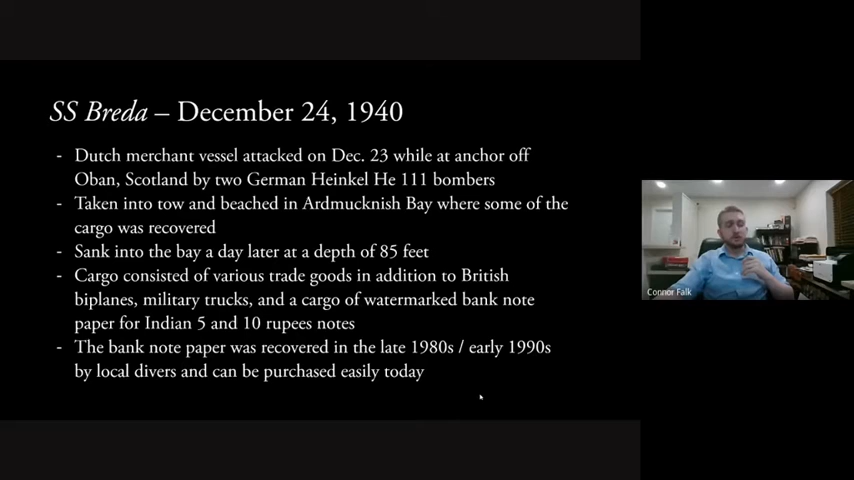 SS Breda – December 24, 1940
- Dutch merchant vessel attacked on Dec. 23 while at anchor off
Oban, Scotland by two German Heinkel He 111 bombers
- Taken into tow and beached in Ardmucknish Bay where some of the
cargo was recovered
- Sank into the bay a day later at a depth of 85 feet
- Cargo consisted of various trade goods in addition to British
biplanes, military trucks, and a cargo of watermarked bank note
paper for Indian 5 and 10 rupees notes
- The bank note paper was recovered in the late 1980s / early 1990s
by local divers and can be purchased easily today
Connor Falk